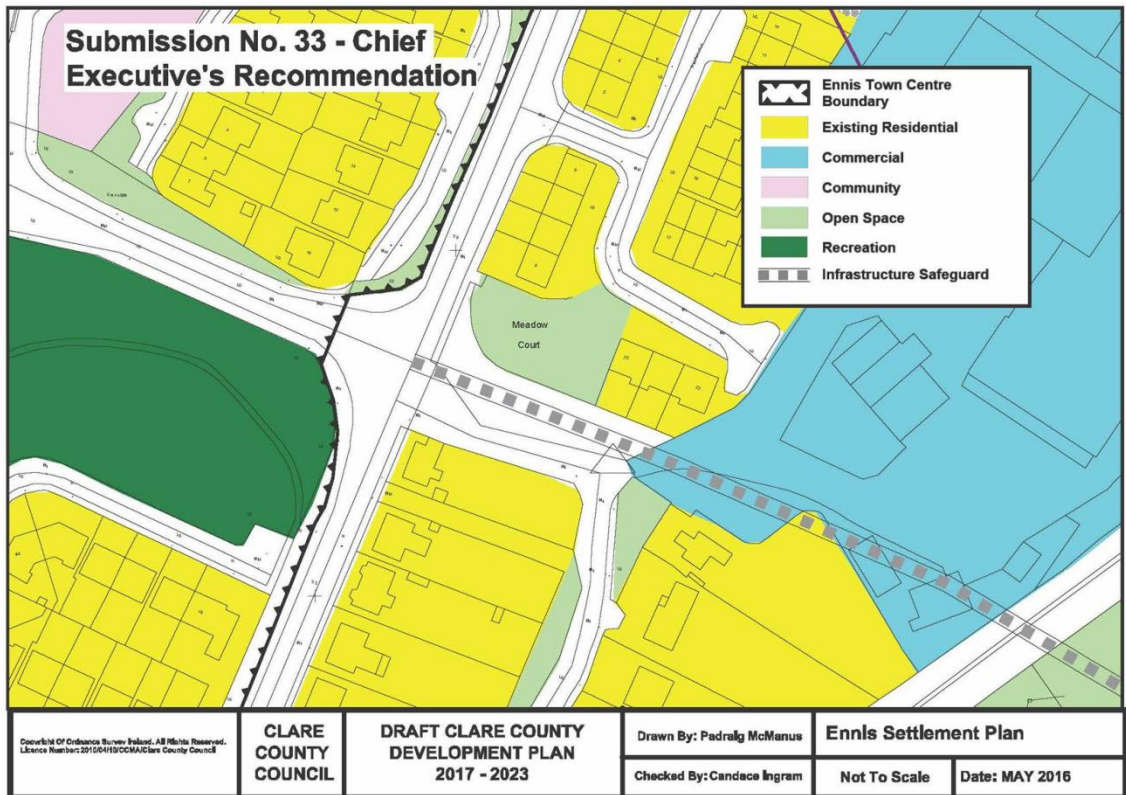 Submission No. 33 - Chief
Executive's Recommendation
Ennis Town Centre
Boundary
Existing Residential
Commercial
Community
Open Space
Recreation
Infrastructure Safeguard
Meadow
Court
Copyright Of Ordnance Survey Ireland. All Rights Reserved.
Licence Number: 2010/04/10/CCMA/Clare County Council
CLARE
COUNTY
COUNCIL
DRAFT CLARE COUNTY
DEVELOPMENT PLAN
2017 - 2023
Drawn By: Padraig McManus
Checked By: Candace Ingram
Ennis Settlement Plan
Not To Scale
Date: MAY 2016